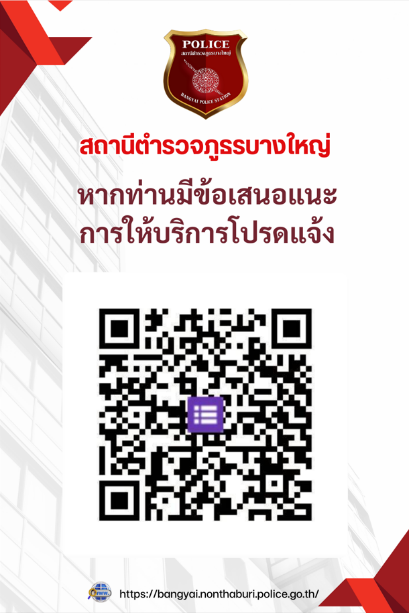 POLICE
สถานีตำรวจภูธรบางใหญ่
BANGYAI POLICE STATION
สถานีตำรวจภูธรบางใหญ่
หากท่านมีข้อเสนอแนะ
การให้บริการโปรดแจ้ง
www.
https://bangyai.nonthaburi.police.go.th/